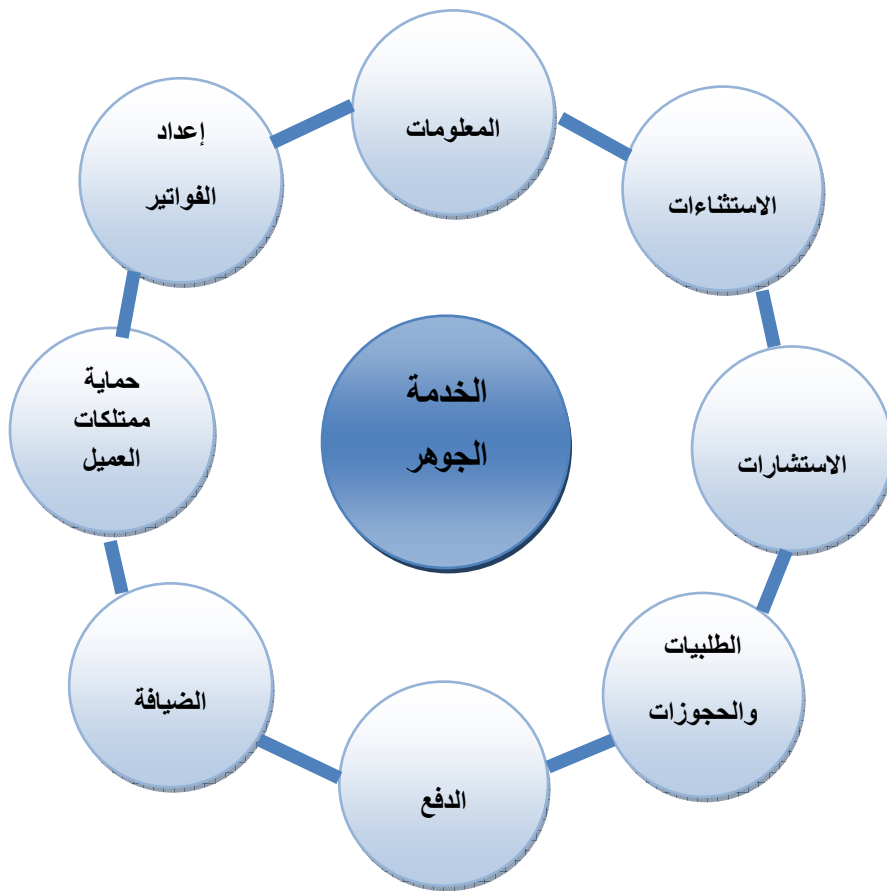 المعلومات
الاستثناءات
الاستشارات
الطلبيات
والحجوزات
الدفع
الضيافة
حماية
ممتلكات
العميل
إعداد
الفواتير
الخدمة
الجوهر